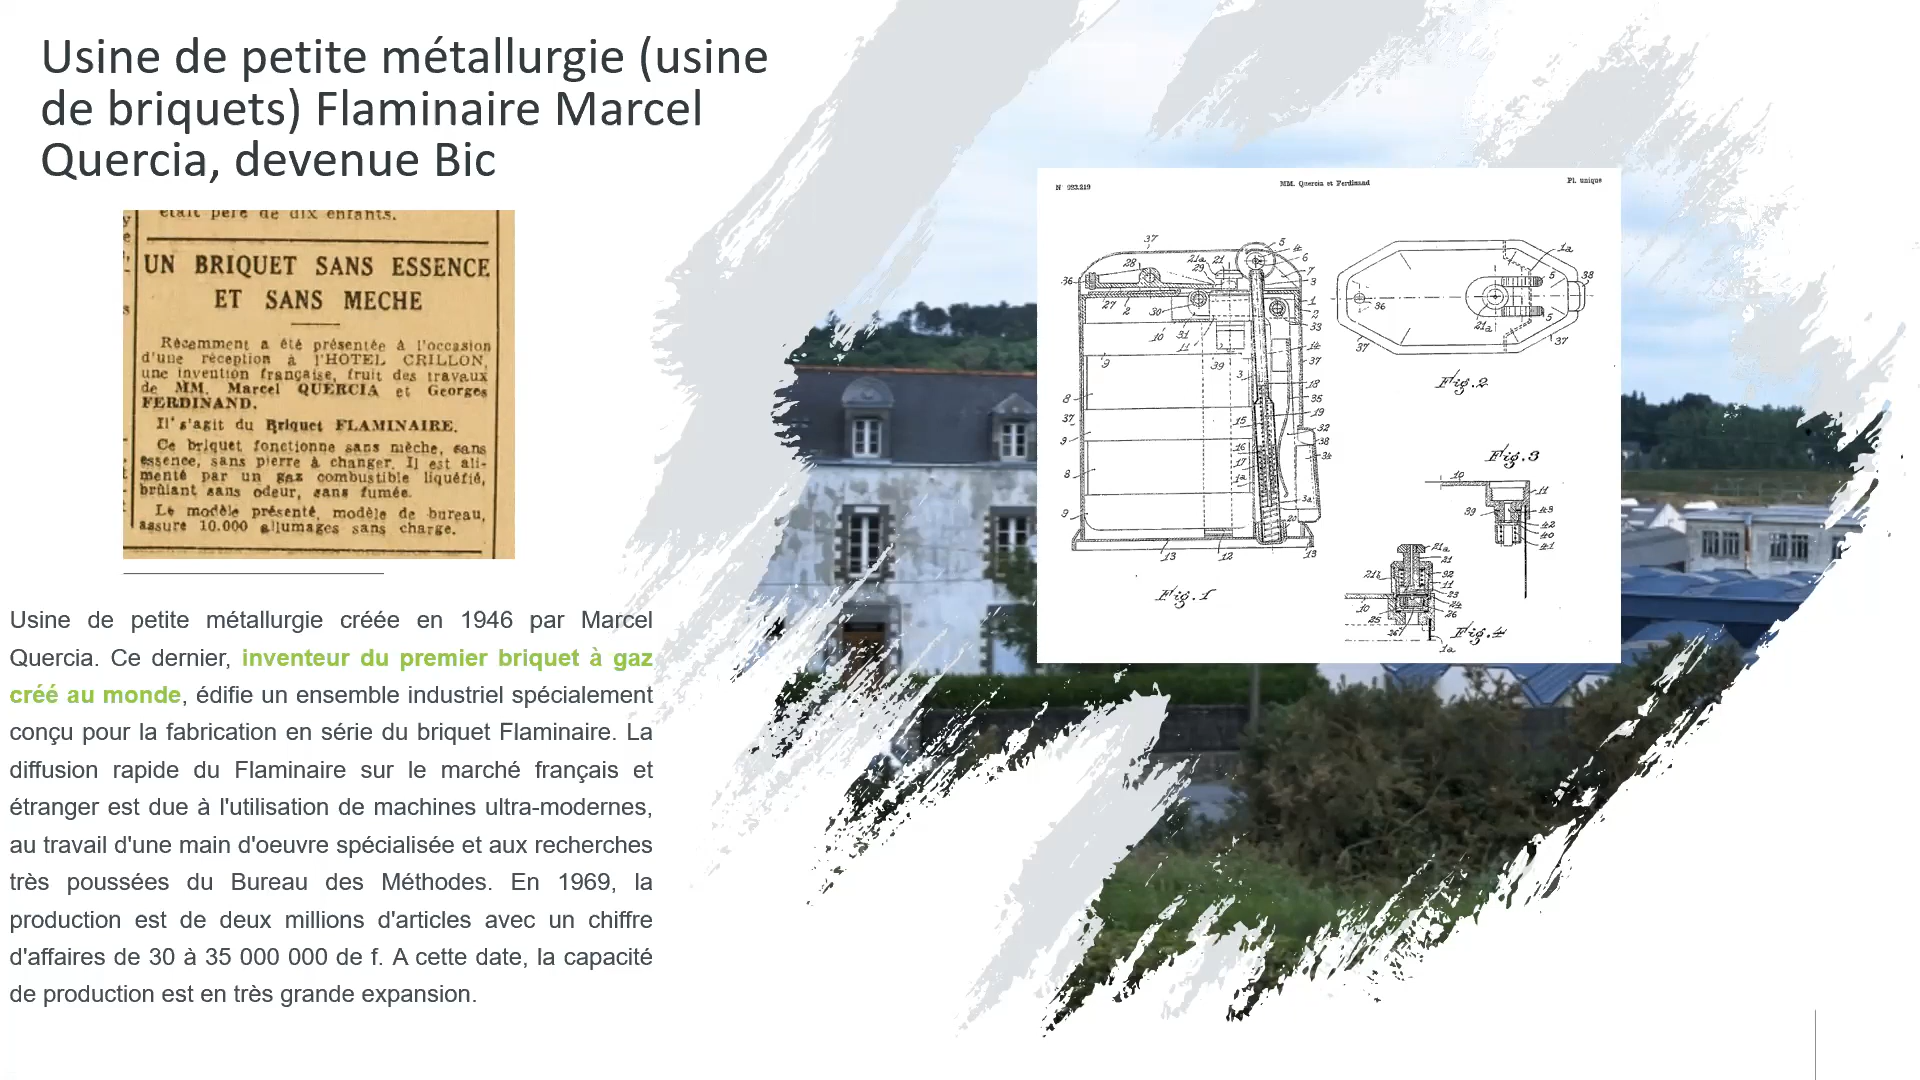 Usine de petite métallurgie (usine
de briquets) Flaminaire Marcel
Quercia, devenue Bic
était père de dix enfants.
UN BRIQUET SANS ESSENCE
ET SANS MECHE
Récemment a été présentée à l'occasion
d'une réception à l'HOTEL CRILLON,
une invention française, fruit des travaux
de MM. Marcel QUERCIA et Georges
FERDINAND.
Il s'agit du Briquet FLAMINAIRE.
Ce briquet fonctionne sans mèche, sans
essence, sans pierre à changer. Il est ali-
menté par un gaz combustible liquéfié,
brûlant sans odeur, sans fumée.
Le modèle présenté, modèle de bureau,
assure 10.000 allumages sans charge.
Usine de petite métallurgie créée en 1946 par Marcel
Quercia. Ce dernier, inventeur du premier briquet à gaz
créé au monde, édifie un ensemble industriel spécialement
conçu pour la fabrication en série du briquet Flaminaire. La
diffusion rapide du Flaminaire sur le marché français et
étranger est due à l'utilisation de machines ultra-modernes,
au travail d'une main d'oeuvre spécialisée et aux recherches
très poussées du Bureau des Méthodes. En 1969, la
production est de deux millions d'articles avec un chiffre
d'affaires de 30 à 35 000 000 de f. A cette date, la capacité
de production est en très grande expansion.
N 993.219
MM. Quercia et Ferdinand
Pl. unique
Fig.1
Fig.2
Fig.3
Fig.4